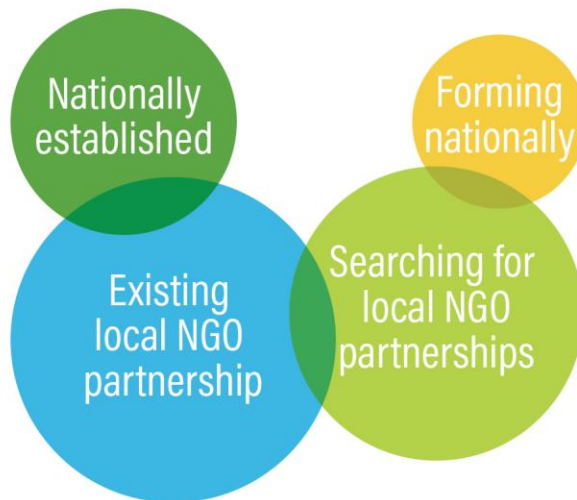 Nationally
established
Forming
nationally
Existing
local NGO
partnership
Searching for
local NGO
partnerships